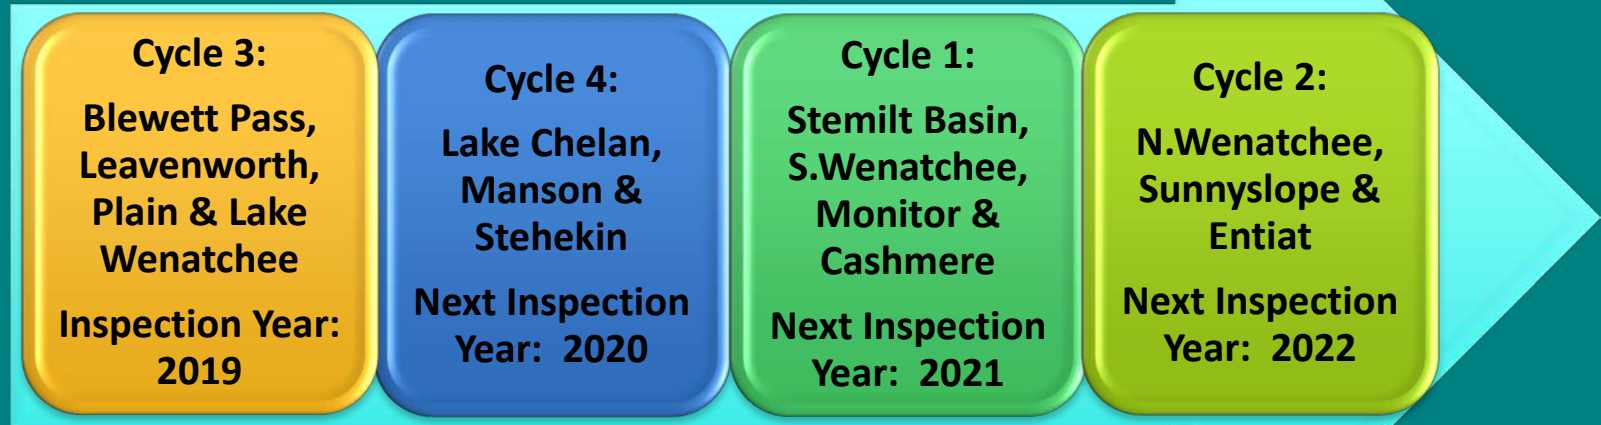 Cycle 3:
Blewett Pass,
Leavenworth,
Plain & Lake
Wenatchee
Inspection Year:
2019
Cycle 4:
Lake Chelan,
Manson &
Stehekin
Next Inspection
Year:  2020
Cycle 1:
Stemilt Basin,
S.Wenatchee,
Monitor &
Cashmere
Next Inspection
Year:  2021
Cycle 2:
N.Wenatchee,
Sunnyslope &
Entiat
Next Inspection
Year:  2022